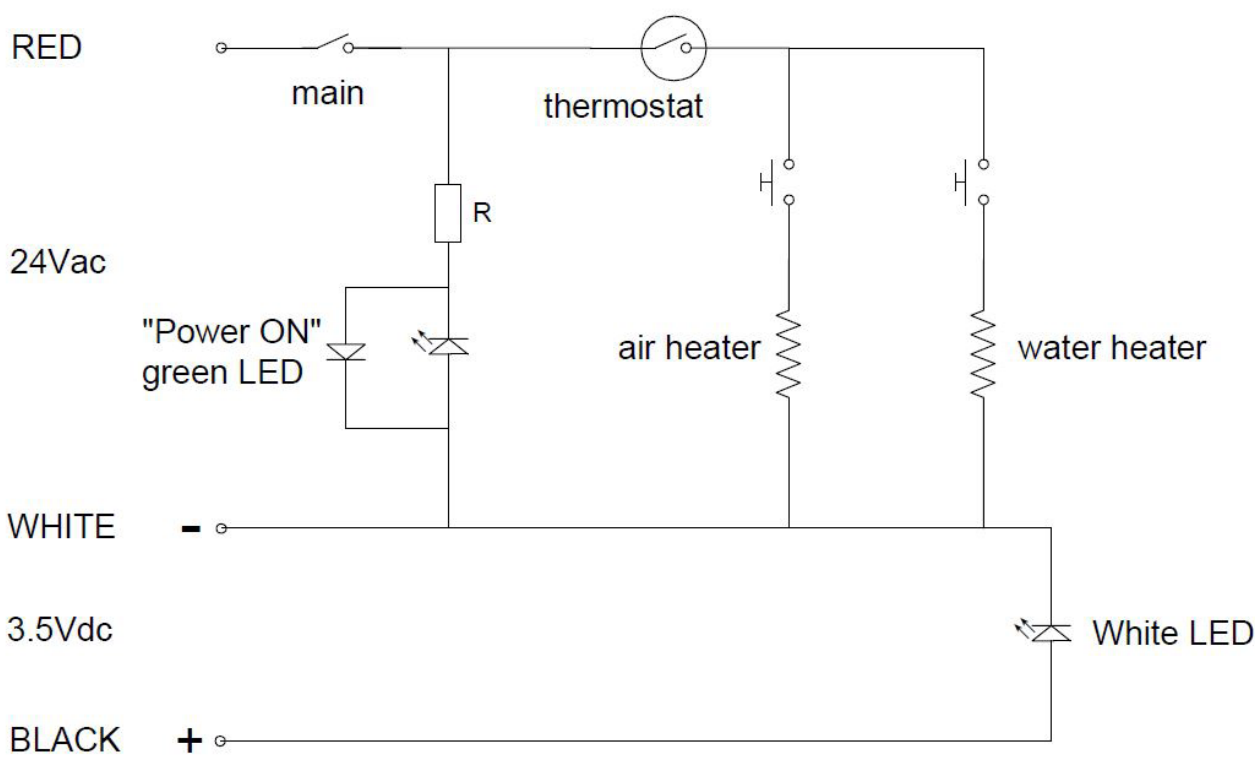 RED
main
thermostat
R
24Vac
"Power ON"
green LED
air heater
water heater
WHITE -
3.5Vdc
White LED
BLACK +